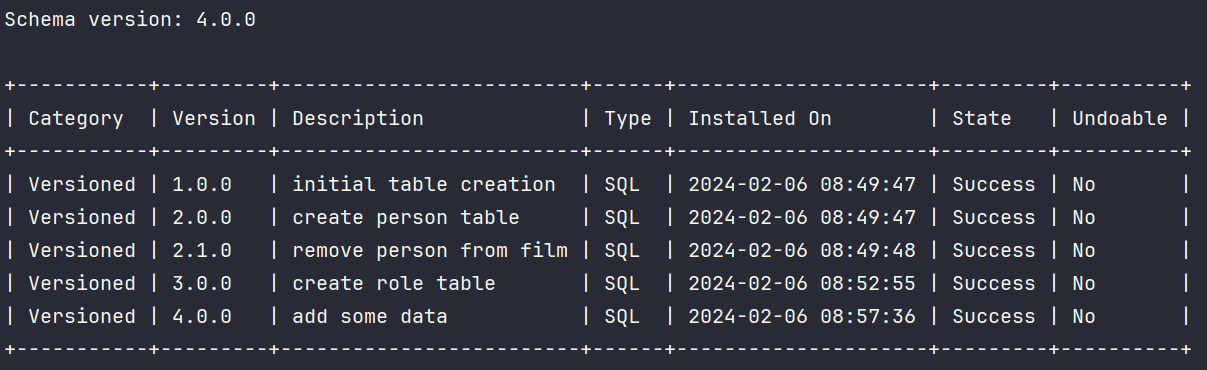 Schema version: 4.0.0
+-----------+---------+-------------------------+------+---------------------+---------+----------+
| Category  | Version | Description             | Type | Installed On        | State   | Undoable |
+-----------+---------+-------------------------+------+---------------------+---------+----------+
| Versioned | 1.0.0   | initial table creation  | SQL  | 2024-02-06 08:49:47 | Success | No       |
| Versioned | 2.0.0   | create person table     | SQL  | 2024-02-06 08:49:47 | Success | No       |
| Versioned | 2.1.0   | remove person from film | SQL  | 2024-02-06 08:49:48 | Success | No       |
| Versioned | 3.0.0   | create role table       | SQL  | 2024-02-06 08:52:55 | Success | No       |
| Versioned | 4.0.0   | add some data           | SQL  | 2024-02-06 08:57:36 | Success | No       |
+-----------+---------+-------------------------+------+---------------------+---------+----------+